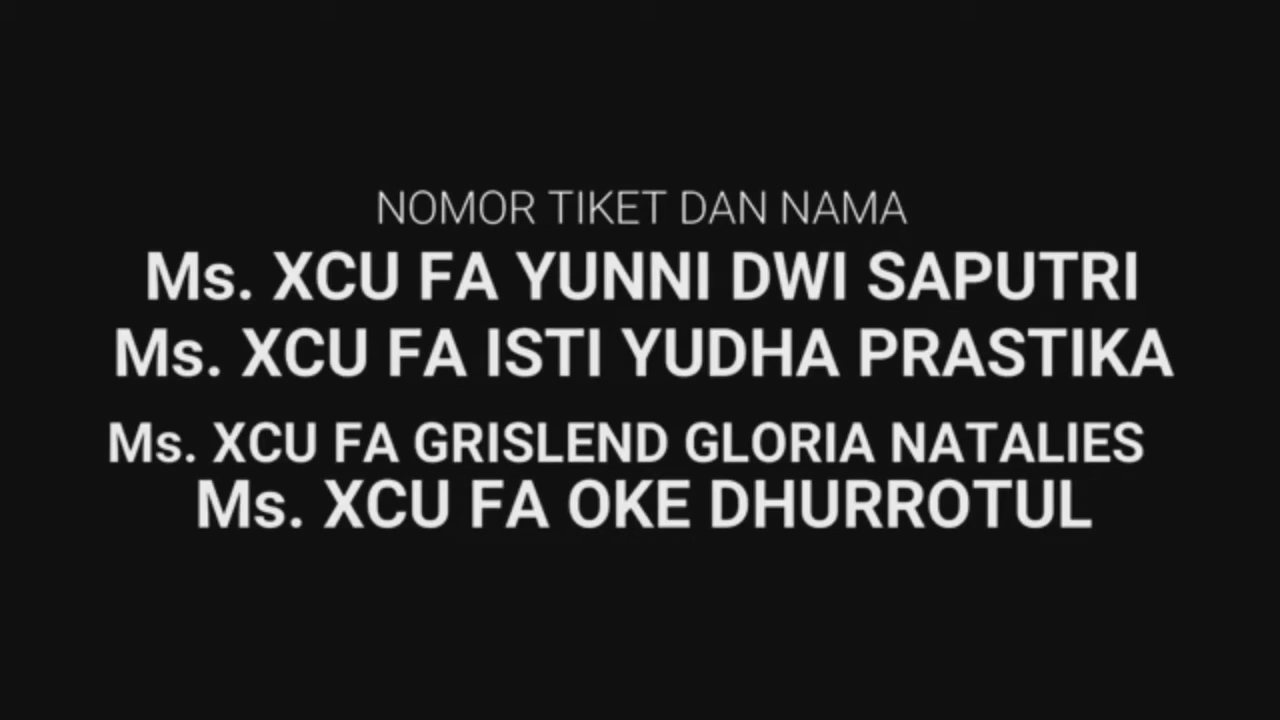 NOMOR TIKET DAN NAMA
Ms. XCU FA YUNNI DWI SAPUTRI
Ms. XCU FA ISTI YUDHA PRASTIKA
Ms. XCU FA GRISLEND GLORIA NATALIES
Ms. XCU FA OKE DHURROTUL